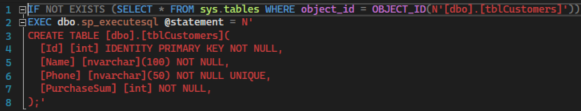 1 IF NOT EXISTS (SELECT * FROM sys.tables WHERE object_id = OBJECT_ID(N'[dbo].[tblCustomers]'))
2 EXEC dbo.sp_executesql @statement = N'
3 CREATE TABLE [dbo].[tblCustomers](
4 [Id] [int] IDENTITY PRIMARY KEY NOT NULL,
5 [Name] [nvarchar](100) NOT NULL,
6 [Phone] [nvarchar](50) NOT NULL UNIQUE,
7 [PurchaseSum] [int] NOT NULL,
8 );'